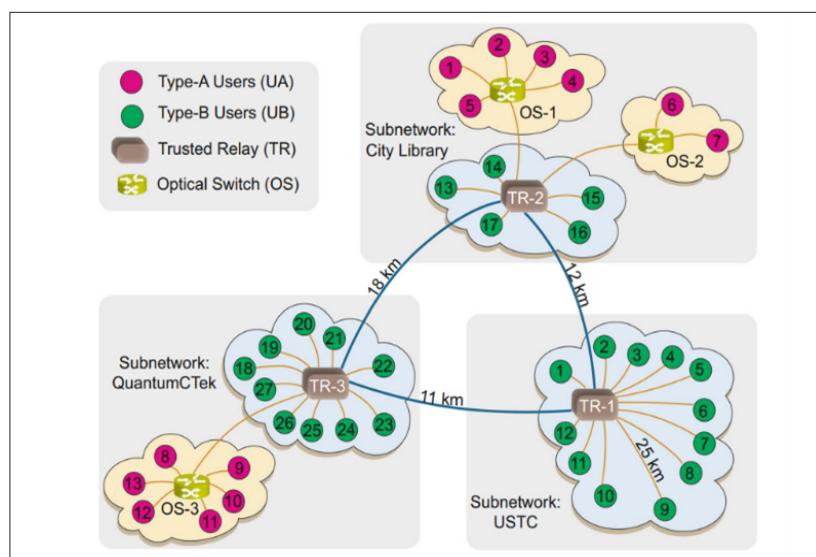 Type-A Users (UA)
Type-B Users (UB)
Trusted Relay (TR)
Optical Switch (OS)
Subnetwork:
City Library
1
2
3
4
5
OS-1
6
7
OS-2
13
14
15
16
17
TR-2
18 km
12 km
11 km
Subnetwork:
QuantumCTek
18
19
20
21
22
23
24
25
26
27
TR-3
8
9
10
11
12
13
OS-3
1
2
3
4
5
6
7
8
9
10
11
12
TR-1
25 km
Subnetwork:
USTC